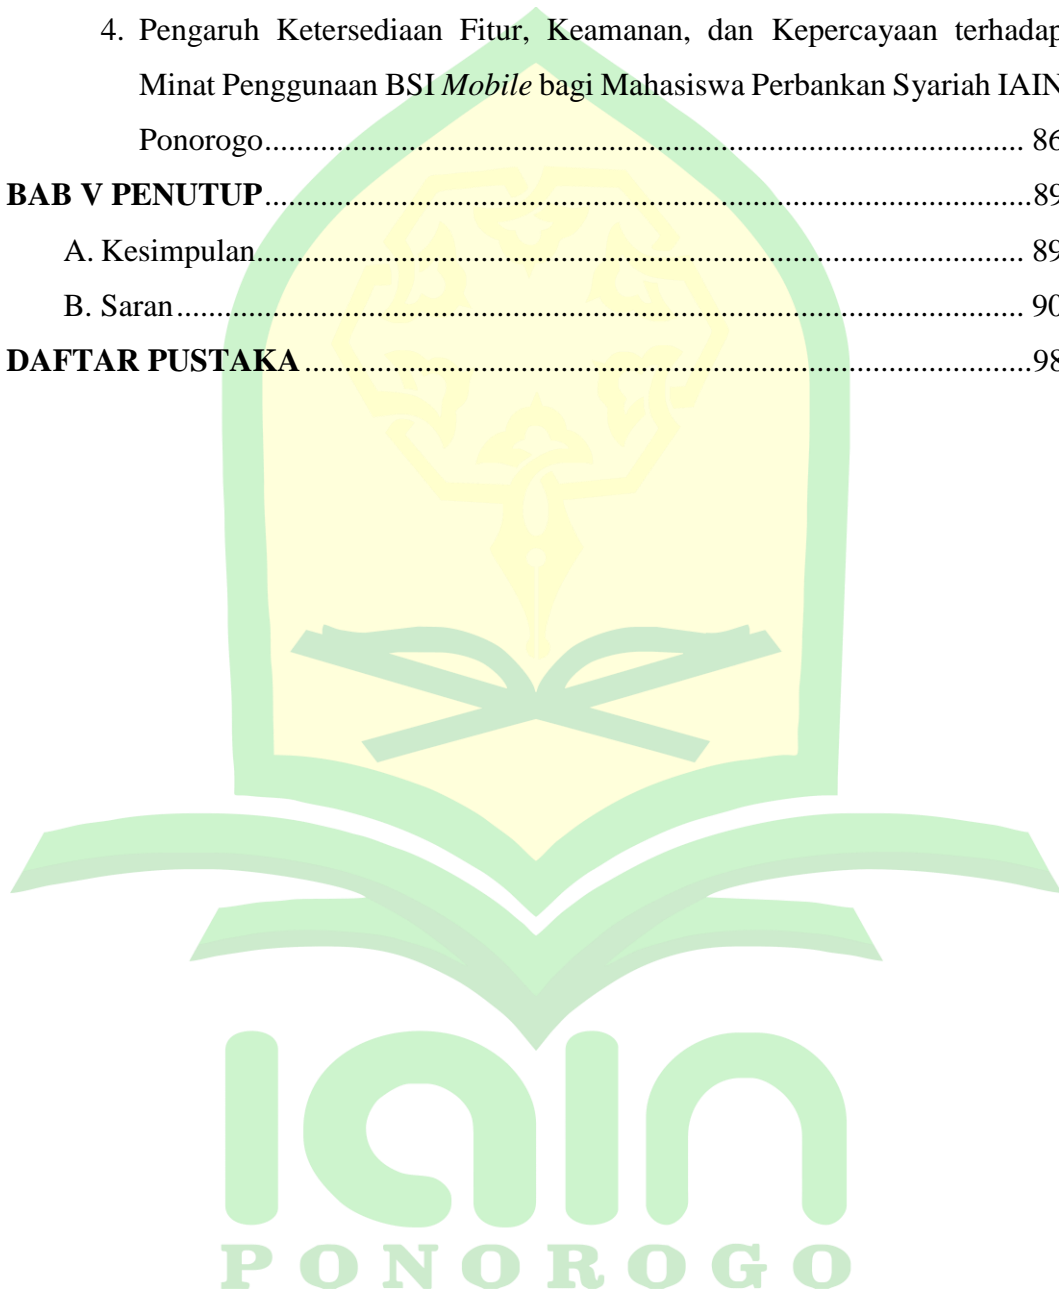 4. Pengaruh Ketersediaan Fitur, Keamanan, dan Kepercayaan terhadap
Minat Penggunaan BSI Mobile bagi Mahasiswa Perbankan Syariah IAIN
Ponorogo........................................................................................... 86
BAB V PENUTUP............................................................................................89
A. Kesimpulan............................................................................................ 89
B. Saran...................................................................................................... 90
DAFTAR PUSTAKA.......................................................................................98
iain
PONOROGO